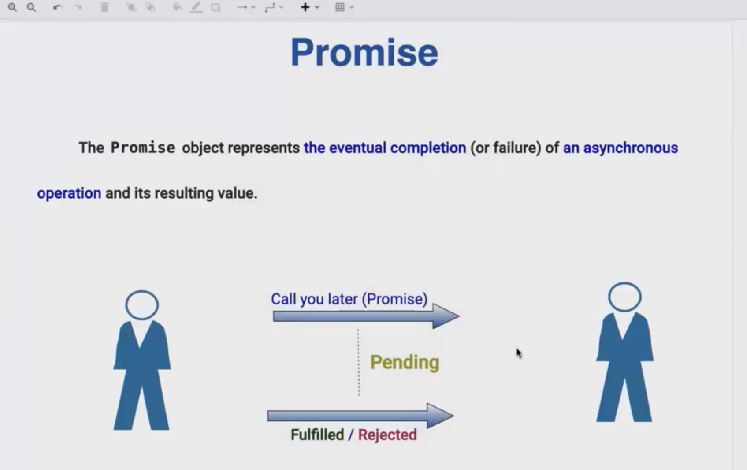 Promise
The Promise object represents the eventual completion (or failure) of an asynchronous
operation and its resulting value.
Call you later (Promise)
Pending
Fulfilled / Rejected